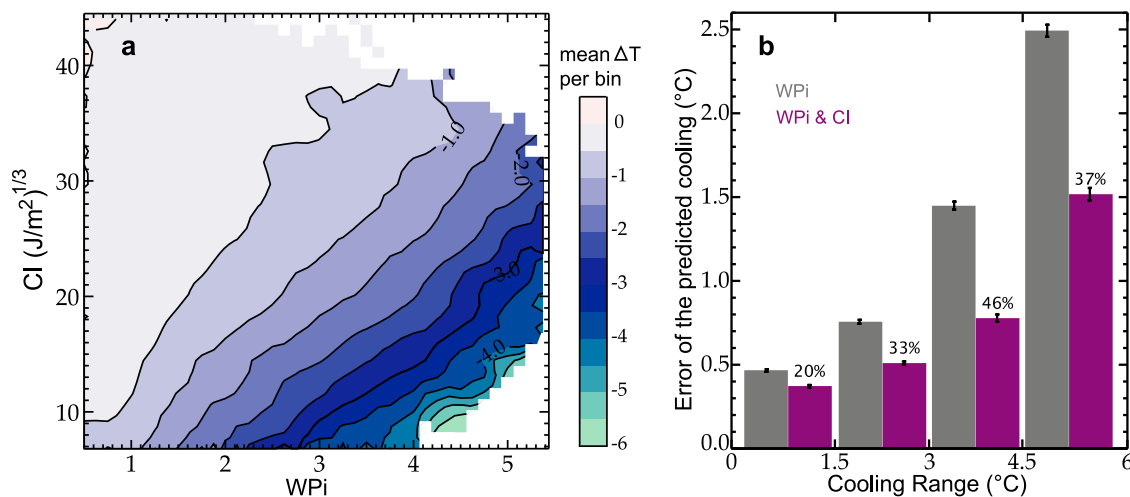 a
mean ΔT
per bin
40
30
20
10
CI (J/m²)^1/3
1 2 3 4 5
WPi
-1.0
-2.0
3.0
-4.0
0
-1
-2
-3
-4
-5
-6
b
WPi
WPi & CI
2.5
2.0
1.5
1.0
0.5
0.0
Error of the predicted cooling (°C)
20%
33%
46%
37%
0 1.5 3 4.5 6
Cooling Range (°C)